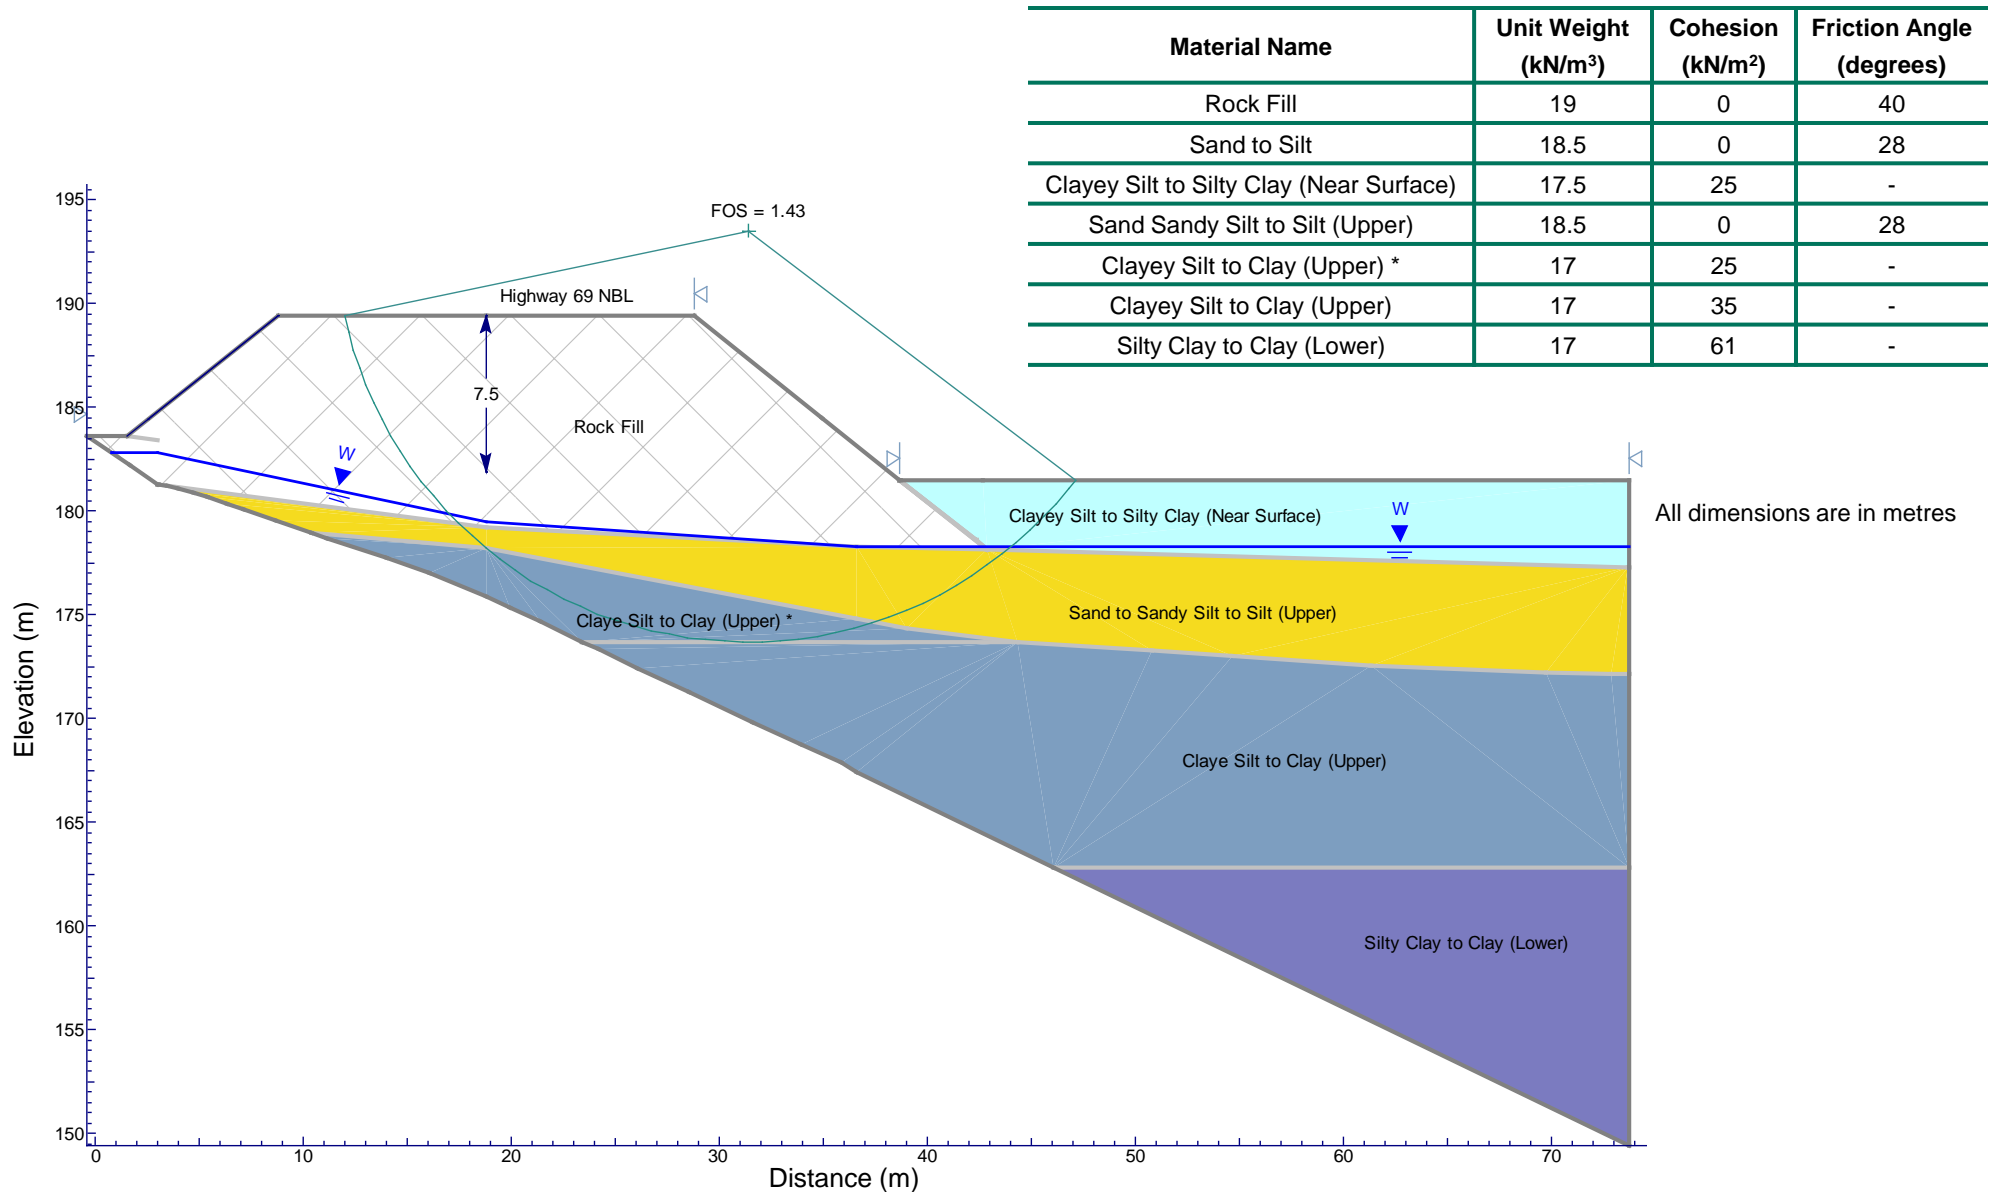 Material Name Unit Weight (kN/m³) Cohesion (kN/m²) Friction Angle (degrees)
Rock Fill 19 0 40
Sand to Silt 18.5 0 28
Clayey Silt to Silty Clay (Near Surface) 17.5 25 -
Sand Sandy Silt to Silt (Upper) 18.5 0 28
Clayey Silt to Clay (Upper) * 17 25 -
Clayey Silt to Clay (Upper) 17 35 -
Silty Clay to Clay (Lower) 17 61 -
FOS = 1.43
Highway 69 NBL
7.5
Rock Fill
W
W
Clayey Silt to Silty Clay (Near Surface)
All dimensions are in metres
Sand to Sandy Silt to Silt (Upper)
Claye Silt to Clay (Upper) *
Claye Silt to Clay (Upper)
Silty Clay to Clay (Lower)
Elevation (m)
195
190
185
180
175
170
165
160
155
150
0 10 20 30 40 50 60 70
Distance (m)